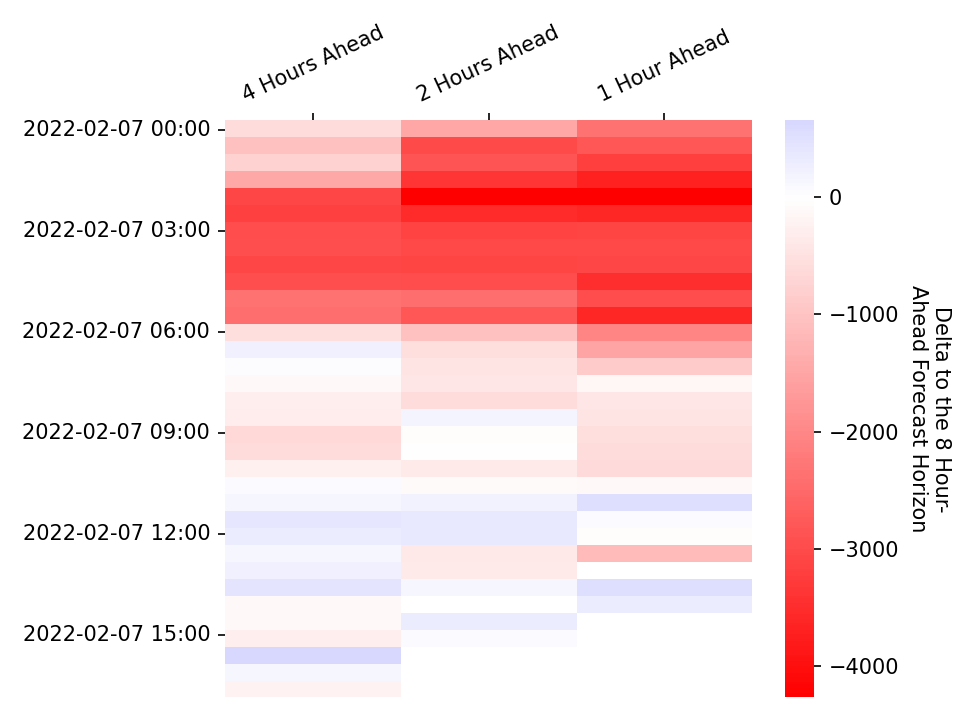 4 Hours Ahead
2 Hours Ahead
1 Hour Ahead
2022-02-07 00:00
2022-02-07 03:00
2022-02-07 06:00
2022-02-07 09:00
2022-02-07 12:00
2022-02-07 15:00
0
−1000
−2000
−3000
−4000
Delta to the 8 Hour-
Ahead Forecast Horizon